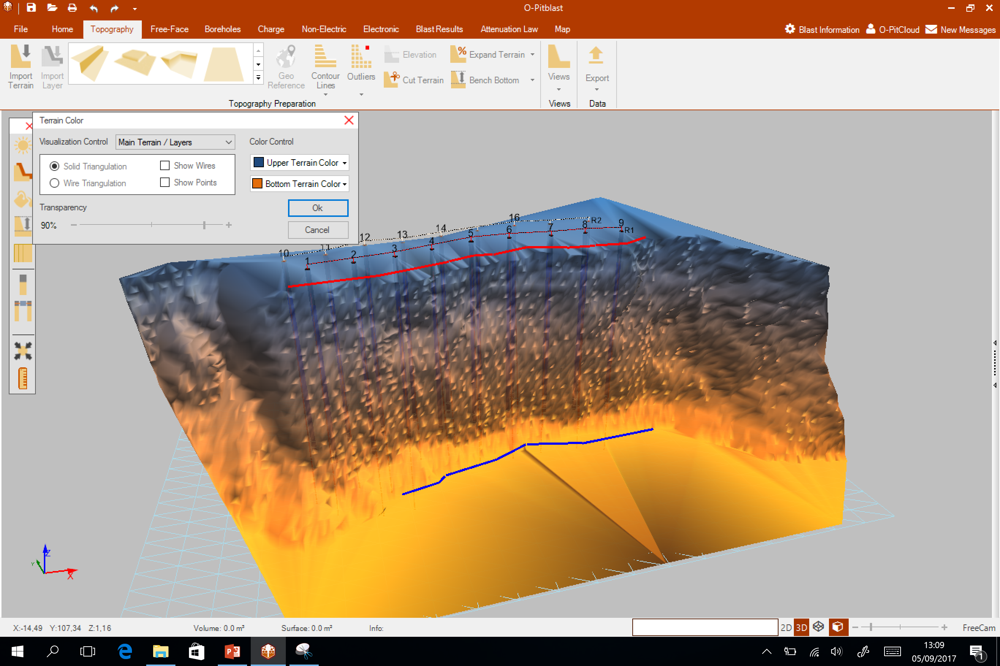 O-Pitblast
File Home Topography Free-Face Boreholes Charge Non-Electric Electronic Blast Results Attenuation Law Map Blast Information O-PitCloud New Messages
Import Terrain
Import Layer
Geo Reference
Contour Lines
Outliers
Elevation
Cut Terrain
% Expand Terrain
Bench Bottom
Views
Export
Topography Preparation Views Data
Terrain Color
Visualization Control Main Terrain / Layers Color Control
Solid Triangulation Show Wires Upper Terrain Color
Wire Triangulation Show Points Bottom Terrain Color
Transparency Ok
90% Cancel
10 11 12 13 14 16 R2
1 2 3 4 5 6 7 8 9 R1
Z
Y
X
X:-14,49 Y:107,34 Z:1,16 Volume: 0.0 m³ Surface: 0.0 m² Info: 2D 3D FreeCam
13:09
05/09/2017
1